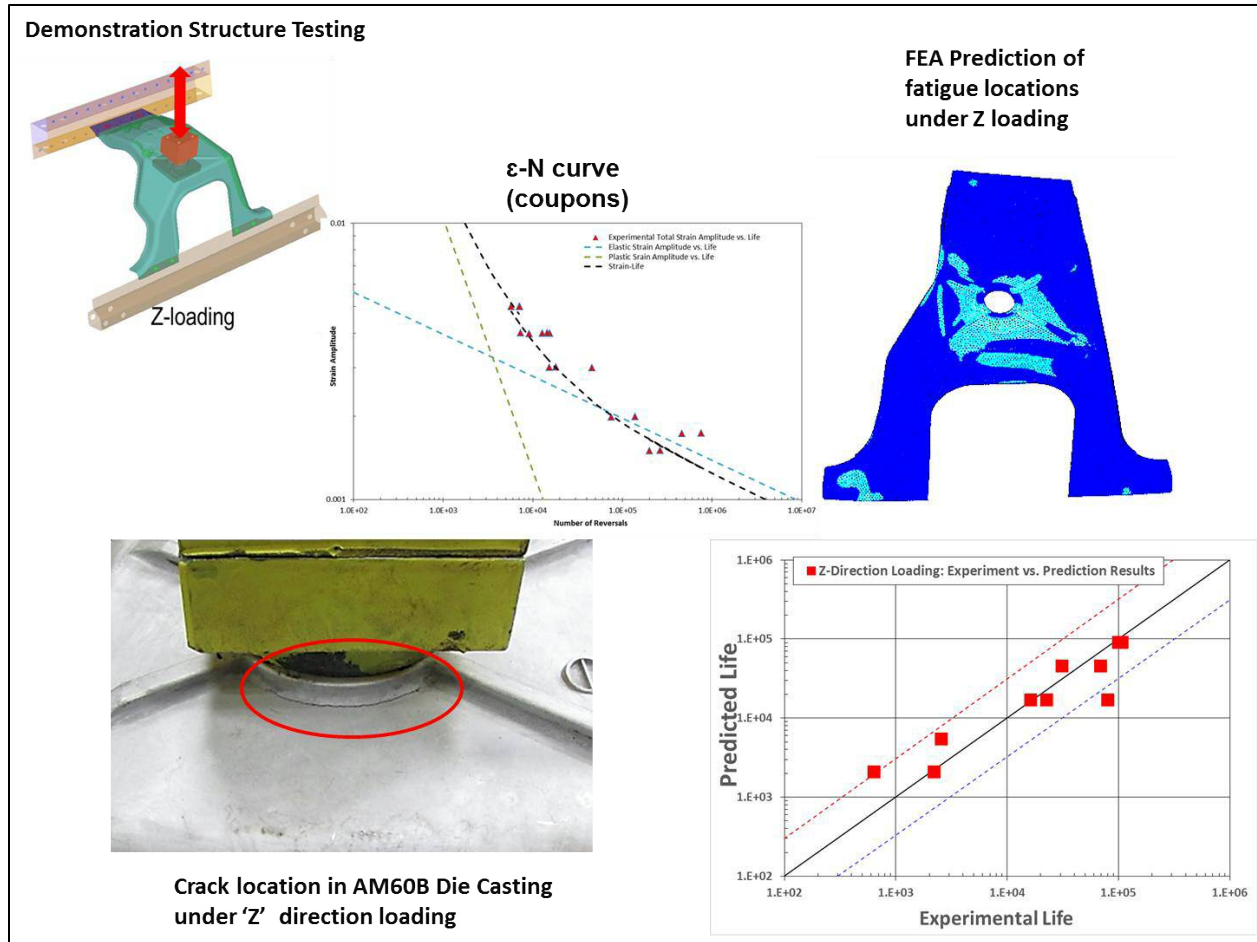 Demonstration Structure Testing
Z-loading
ε-N curve
(coupons)
FEA Prediction of
fatigue locations
under Z loading
Experimental Total Strain Amplitude vs. Life
Elastic Strain Amplitude vs. Life
Plastic Srain Amplitude vs. Life
Strain-Life
0.01
Strain Amplitude
0.001
1.0E+02 1.0E+03 1.0E+04 1.0E+05 1.0E+06 1.0E+07
Number of Reversals
Crack location in AM60B Die Casting
under ‘Z’ direction loading
Z-Direction Loading: Experiment vs. Prediction Results
1.E+06
1.E+05
1.E+04
1.E+03
1.E+02
Predicted Life
1.E+02 1.E+03 1.E+04 1.E+05 1.E+06
Experimental Life